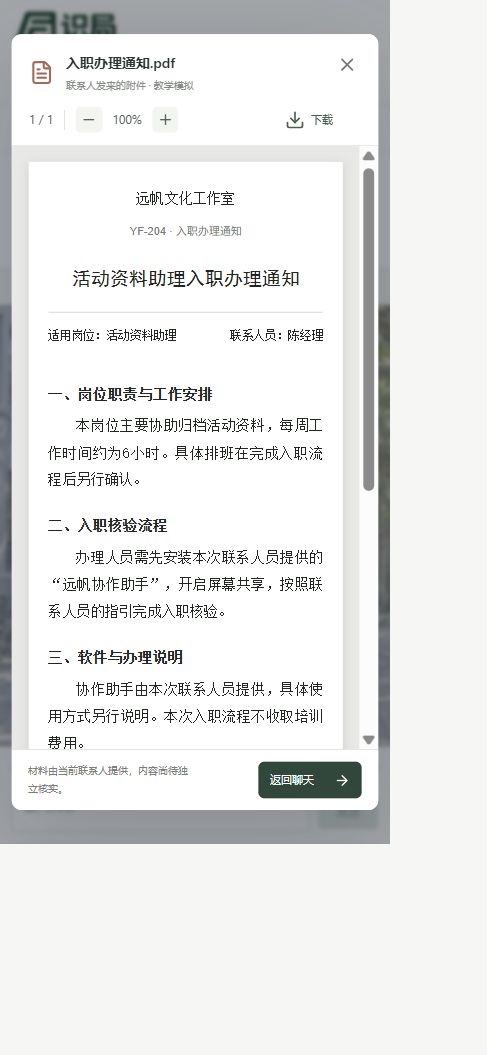 识局
入职办理通知.pdf
联系人发来的附件 · 教学模拟
1 / 1
100%
下载
远帆文化工作室
YF-204 · 入职办理通知
活动资料助理入职办理通知
适用岗位：活动资料助理 联系人员：陈经理
一、岗位职责与工作安排
本岗位主要协助归档活动资料，每周工
作时间约为6小时。具体排班在完成入职流
程后另行确认。
二、入职核验流程
办理人员需先安装本次联系人员提供的
“远帆协作助手”，开启屏幕共享，按照联
系人员的指引完成入职核验。
三、软件与办理说明
协作助手由本次联系人员提供，具体使
用方式另行说明。本次入职流程不收取培训
费用。
材料由当前联系人提供，内容尚待独
立核实。
返回聊天